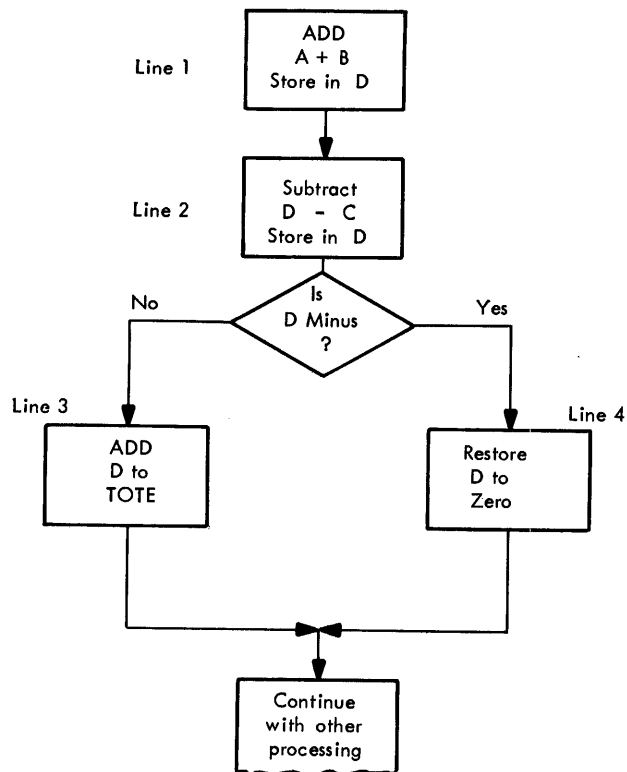 Line 1
ADD
A + B
Store in D
Line 2
Subtract
D - C
Store in D
Is
D Minus
?
No
Yes
Line 3
ADD
D to
TOTE
Line 4
Restore
D to
Zero
Continue
with other
processing